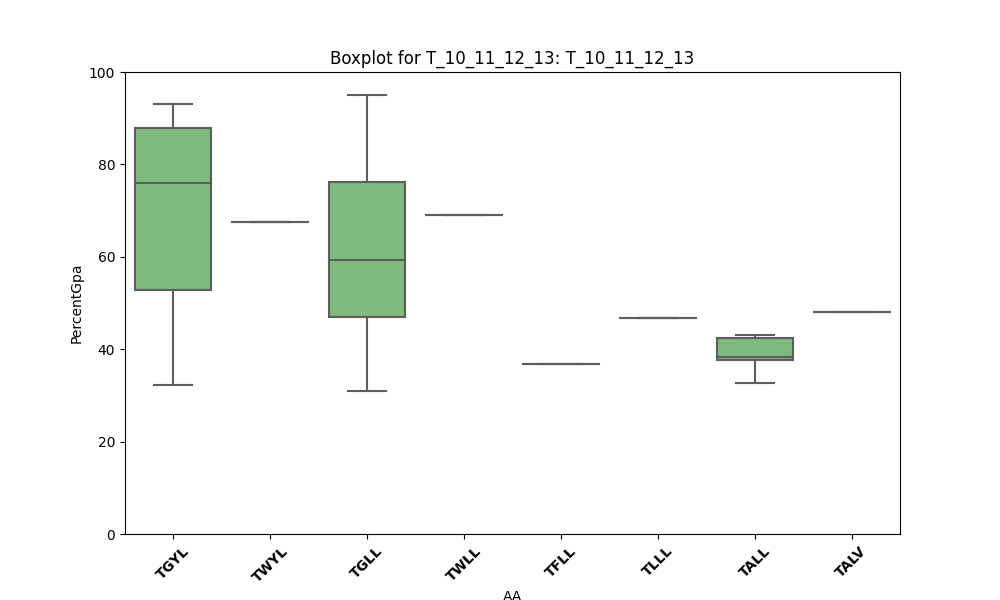 Boxplot for T_10_11_12_13: T_10_11_12_13
100
80
60
40
20
0
PercentGpa
TGYL
TWYL
TGLL
TWLL
TFLL
TLLL
TALL
TALV
AA